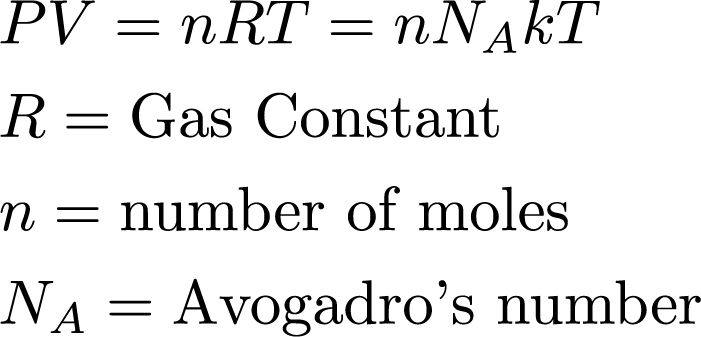 PV = nRT = nN_A kT
R = Gas Constant
n = number of moles
N_A = Avogadro's number